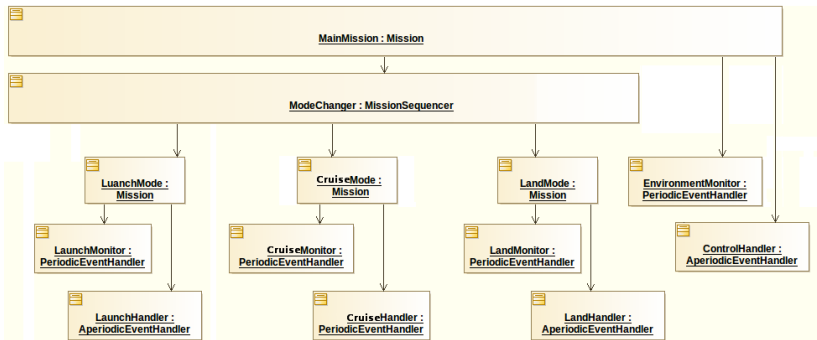 MainMission : Mission
ModeChanger : MissionSequencer
LuanchMode :
Mission
CruiseMode :
Mission
LandMode :
Mission
EnvironmentMonitor :
PeriodicEventHandler
LaunchMonitor :
PeriodicEventHandler
CruiseMonitor :
PeriodicEventHandler
LandMonitor :
PeriodicEventHandler
ControlHandler :
AperiodicEventHandler
LaunchHandler :
AperiodicEventHandler
CruiseHandler :
PeriodicEventHandler
LandHandler :
AperiodicEventHandler